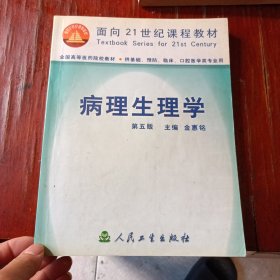 面向21世纪课程教材
Textbook Series for 21st Century
全国高等医药院校教材 • 供基础、预防、临床、口腔医学类专业用
病理生理学
第五版 主编 金惠铭
人民卫生出版社